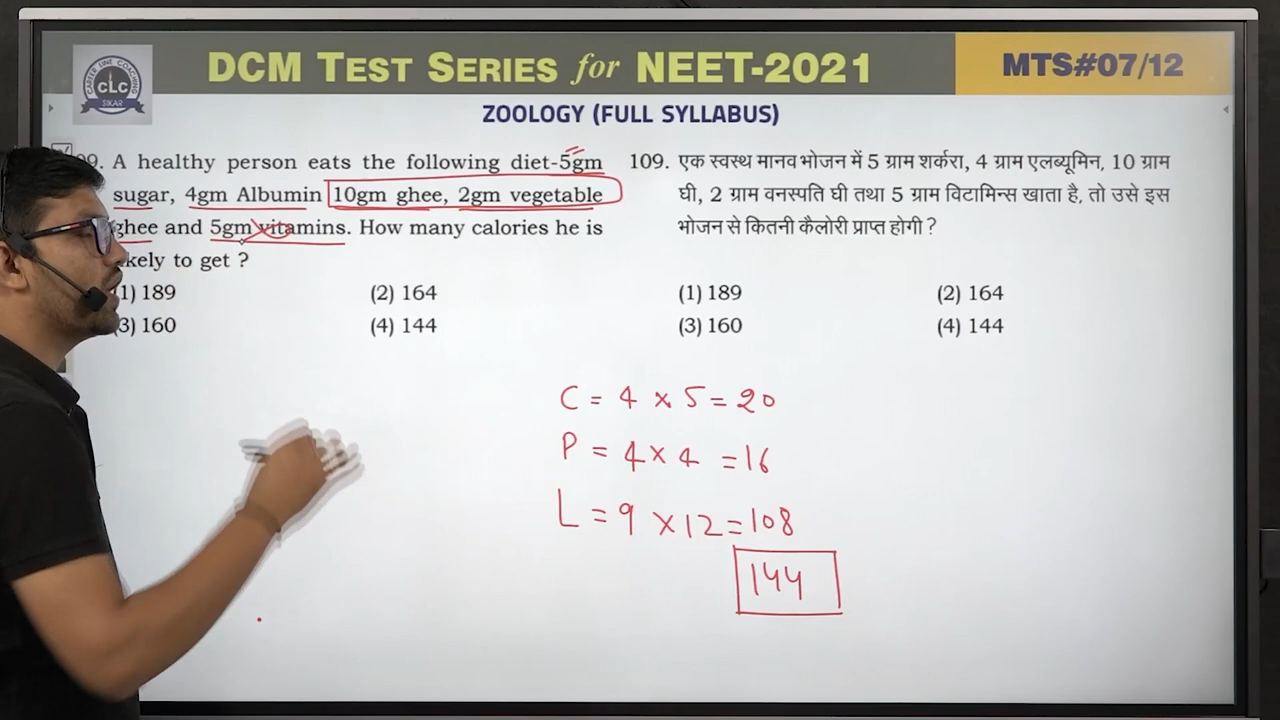 CAREER LINE COACHING
CLC
SIKAR
DCM TEST SERIES for NEET-2021
MTS#07/12
ZOOLOGY (FULL SYLLABUS)
09. A healthy person eats the following diet-5gm
sugar, 4gm Albumin 10gm ghee, 2gm vegetable
ghee and 5gm vitamins. How many calories he is
kely to get ?
(1) 189 (2) 164
(3) 160 (4) 144
109. एक स्वस्थ मानव भोजन में 5 ग्राम शर्करा, 4 ग्राम एलब्यूमिन, 10 ग्राम
घी, 2 ग्राम वनस्पति घी तथा 5 ग्राम विटामिन्स खाता है, तो उसे इस
भोजन से कितनी कैलोरी प्राप्त होगी ?
(1) 189 (2) 164
(3) 160 (4) 144
C = 4 × 5 = 20
P = 4 × 4 = 16
L = 9 × 12 = 108
144